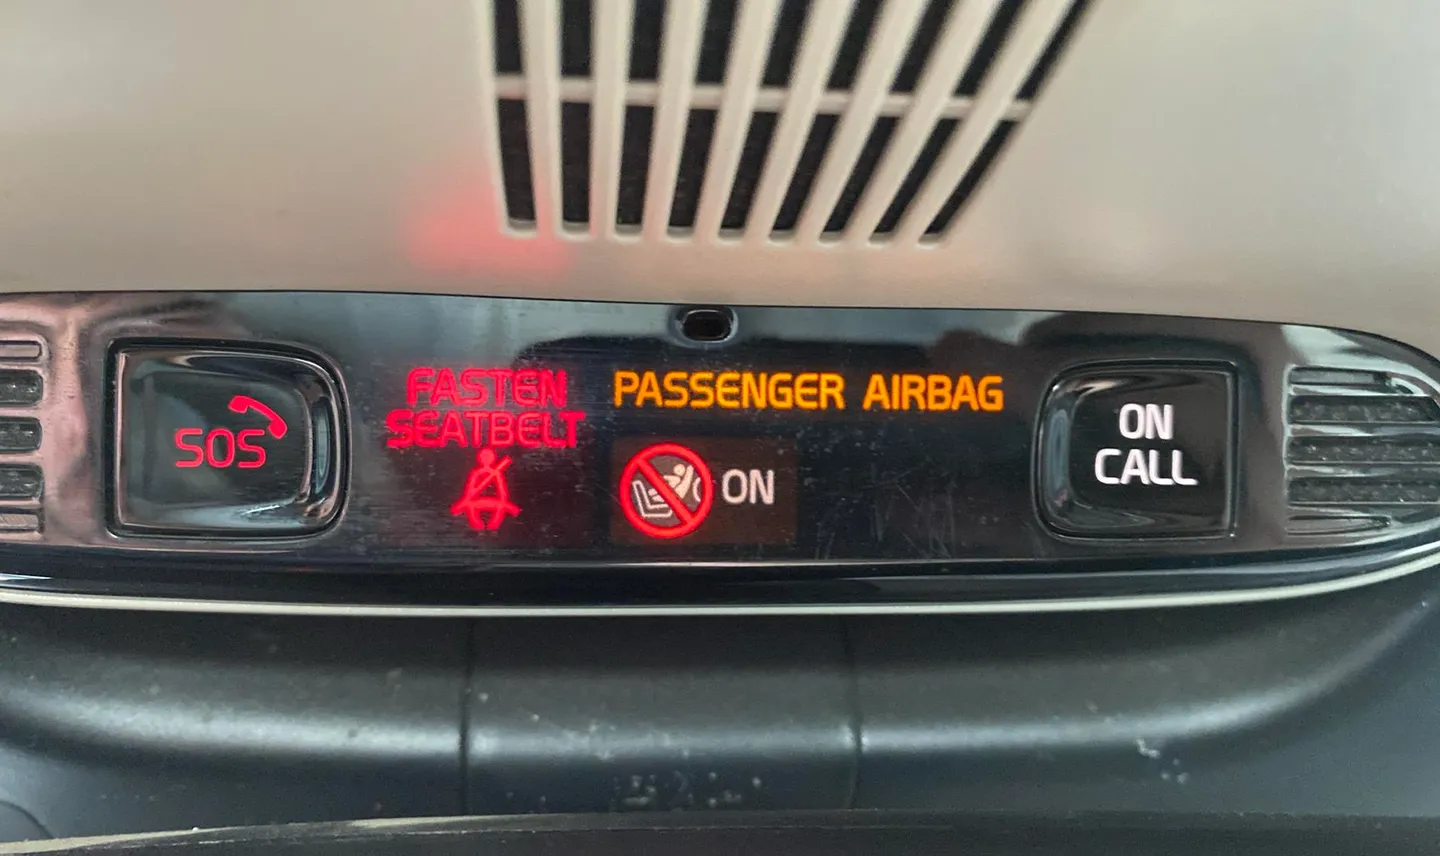 SOS
FASTEN
SEATBELT
PASSENGER AIRBAG
ON
ON
CALL